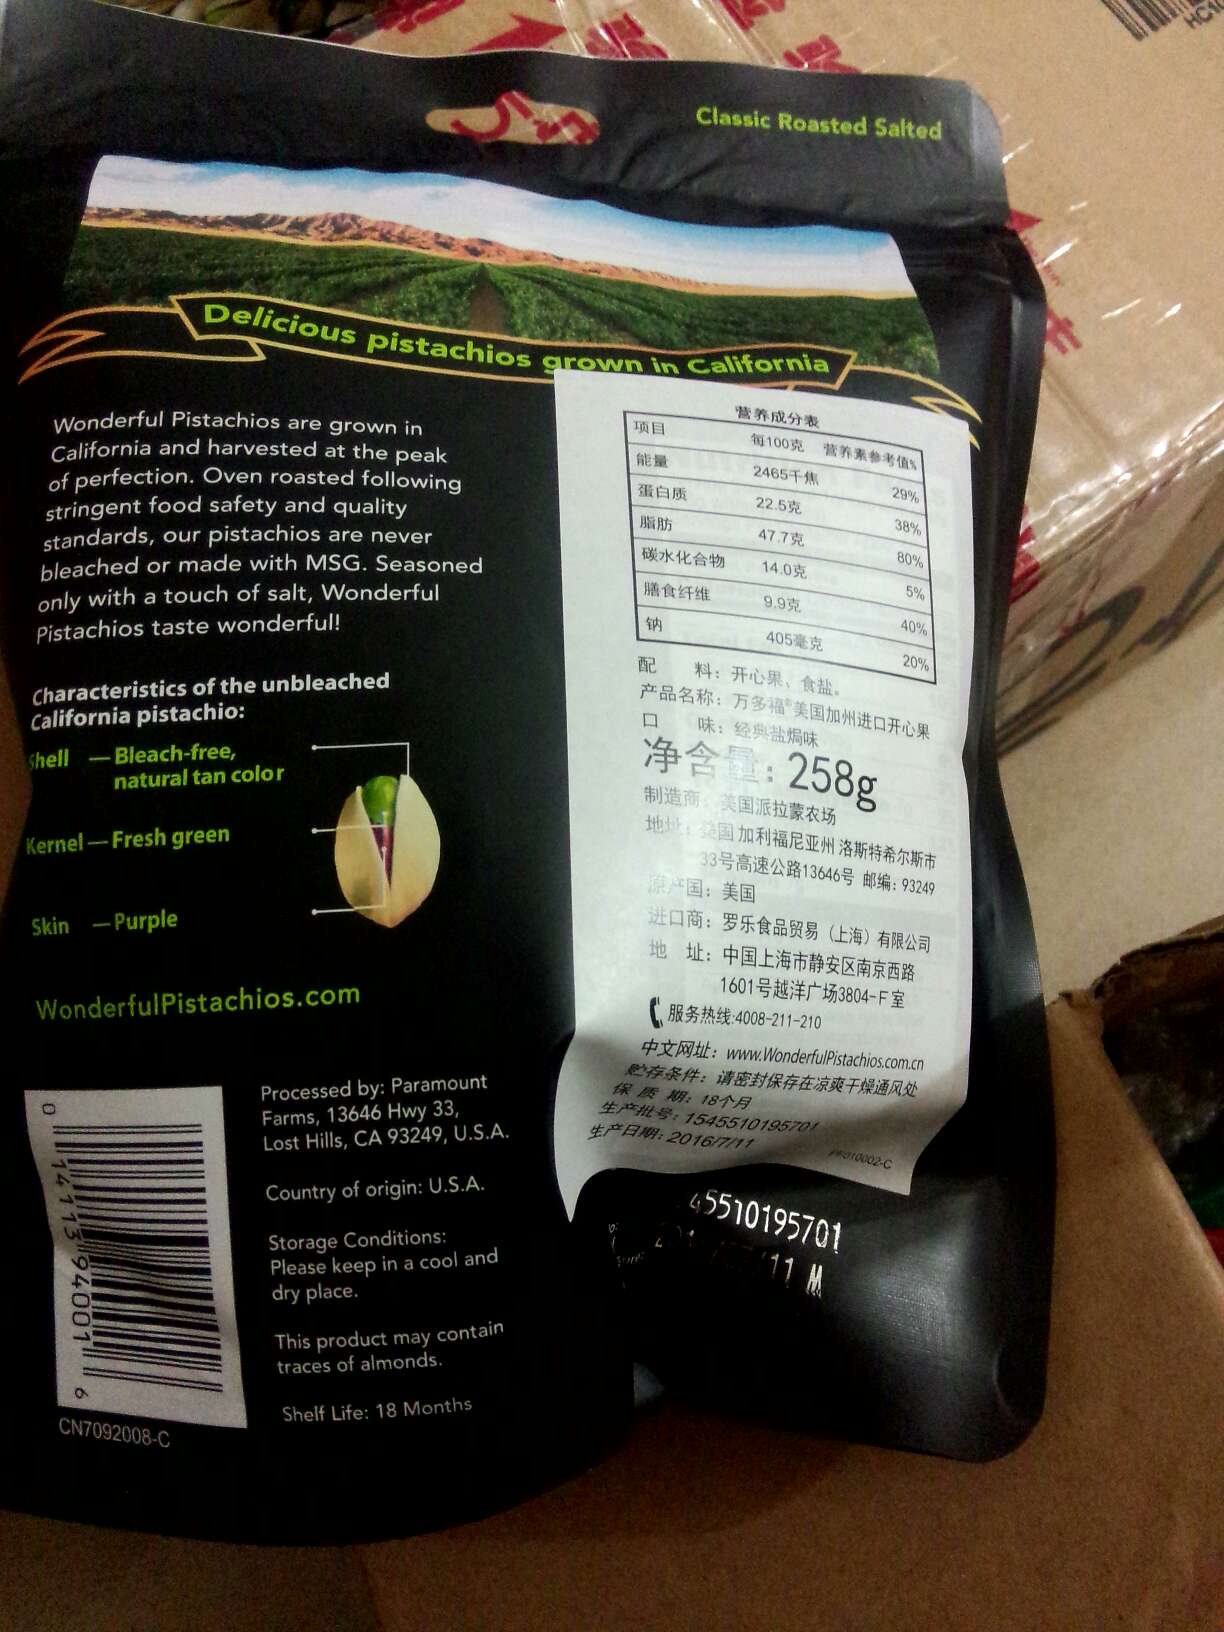 Classic Roasted Salted
Delicious pistachios grown in California
Wonderful Pistachios are grown in
California and harvested at the peak
of perfection. Oven roasted following
stringent food safety and quality
standards, our pistachios are never
bleached or made with MSG. Seasoned
only with a touch of salt, Wonderful
Pistachios taste wonderful!
Characteristics of the unbleached
California pistachio:
Shell — Bleach-free,
natural tan color
Kernel — Fresh green
Skin — Purple
WonderfulPistachios.com
Processed by: Paramount
Farms, 13646 Hwy 33,
Lost Hills, CA 93249, U.S.A.
Country of origin: U.S.A.
Storage Conditions:
Please keep in a cool and
dry place.
This product may contain
traces of almonds.
Shelf Life: 18 Months
0 14113 94001 6
CN7092008-C
营养成分表
项目 每100克 营养素参考值%
能量 2465千焦 29%
蛋白质 22.5克 38%
脂肪 47.7克 80%
碳水化合物 14.0克 5%
膳食纤维 9.9克 40%
钠 405毫克 20%
配 料：开心果、食盐。
产品名称：万多福®美国加州进口开心果
口 味：经典盐焗味
净含量：258g
制造商：美国派拉蒙农场
地址：美国 加利福尼亚州 洛斯特希尔斯市
33号高速公路13646号 邮编：93249
原产国：美国
进口商：罗乐食品贸易（上海）有限公司
地 址：中国上海市静安区南京西路
1601号越洋广场3804-F室
服务热线:4008-211-210
中文网址：www.WonderfulPistachios.com.cn
贮存条件：请密封保存在凉爽干燥通风处
保 质 期：18个月
生产批号：1545510195701
生产日期：2016/7/11
PF010002-C
45510195701
11 M